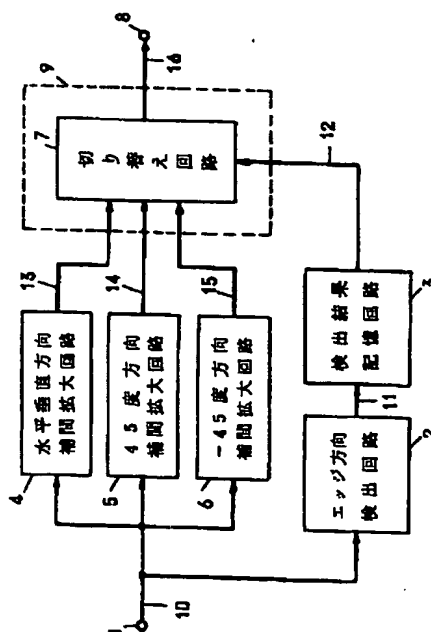 1
10
4
水平垂直方向
補間拡大回路
13
5
45度方向
補間拡大回路
14
6
-45度方向
補間拡大回路
15
9
7
切り替え回路
16
8
2
エッジ方向
検出回路
11
3
検出結果
記憶回路
12